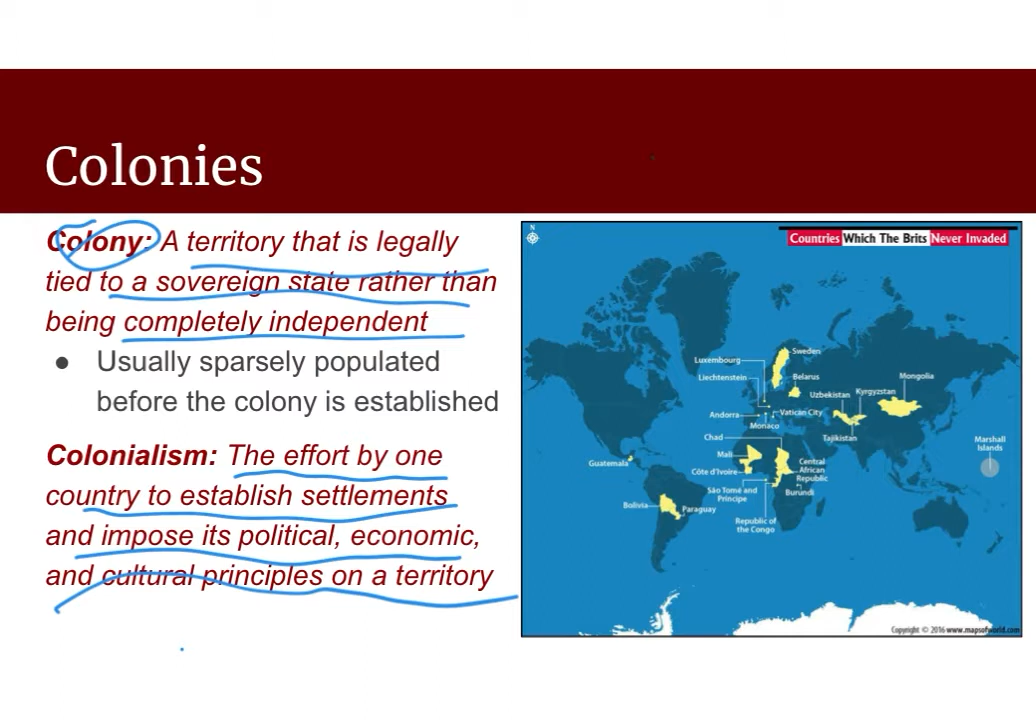 Colonies
Colony: A territory that is legally
tied to a sovereign state rather than
being completely independent
● Usually sparsely populated
before the colony is established
Colonialism: The effort by one
country to establish settlements
and impose its political, economic,
and cultural principles on a territory
N
Countries Which The Brits Never Invaded
Luxembourg
Sweden
Liechtenstein
Belarus
Mongolia
Uzbekistan
Kyrgyzstan
Andorra
Vatican City
Monaco
Tajikistan
Chad
Marshall
Islands
Mali
Guatemala
Côte d'Ivoire
Central
African
Republic
São Tomé and
Príncipe
Burundi
Bolivia
Paraguay
Republic of
the Congo
Copyright © 2016 www.mapsofworld.com